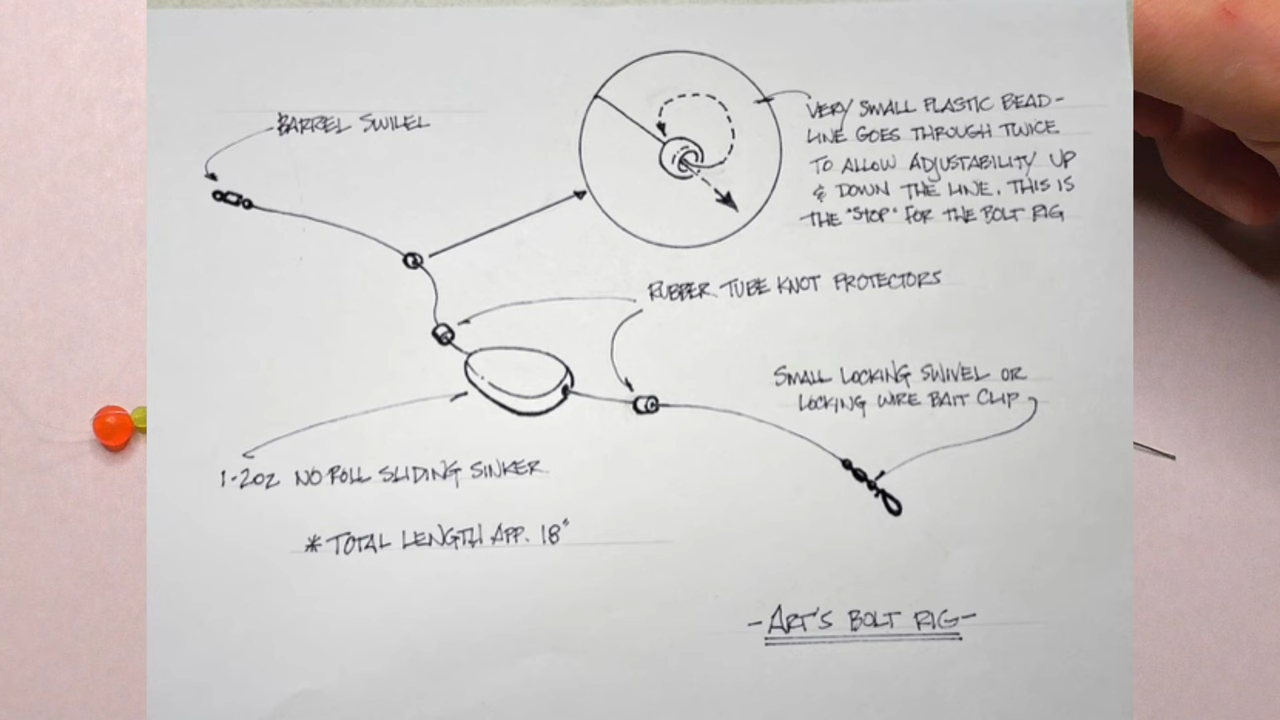 BARREL SWIVEL
VERY SMALL PLASTIC BEAD-
LINE GOES THROUGH TWICE
TO ALLOW ADJUSTABILITY UP
& DOWN THE LINE. THIS IS
THE "STOP" FOR THE BOLT RIG
RUBBER TUBE KNOT PROTECTORS
SMALL LOCKING SWIVEL OR
LOCKING WIRE BAIT CLIP
1-2OZ NO ROLL SLIDING SINKER
* TOTAL LENGTH APP. 18"
- ART'S BOLT RIG -